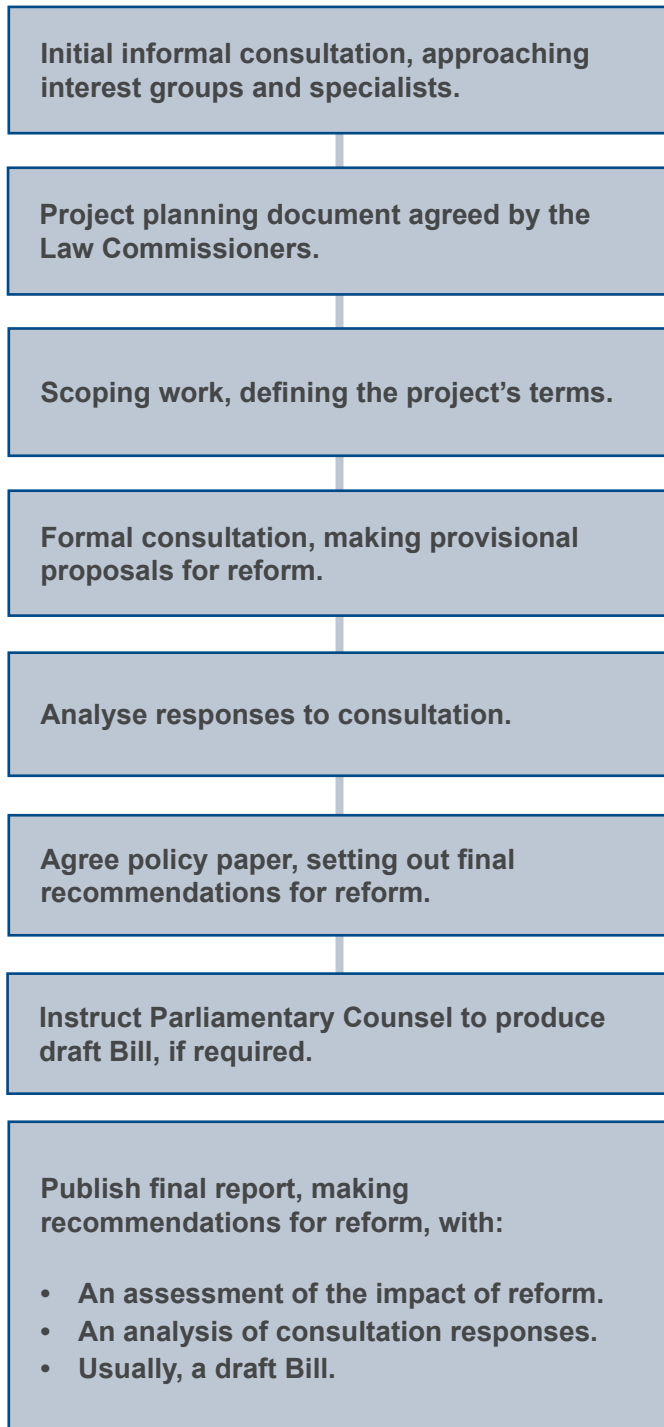 Initial informal consultation, approaching
interest groups and specialists.
Project planning document agreed by the
Law Commissioners.
Scoping work, defining the project’s terms.
Formal consultation, making provisional
proposals for reform.
Analyse responses to consultation.
Agree policy paper, setting out final
recommendations for reform.
Instruct Parliamentary Counsel to produce
draft Bill, if required.
Publish final report, making
recommendations for reform, with:
• An assessment of the impact of reform.
• An analysis of consultation responses.
• Usually, a draft Bill.